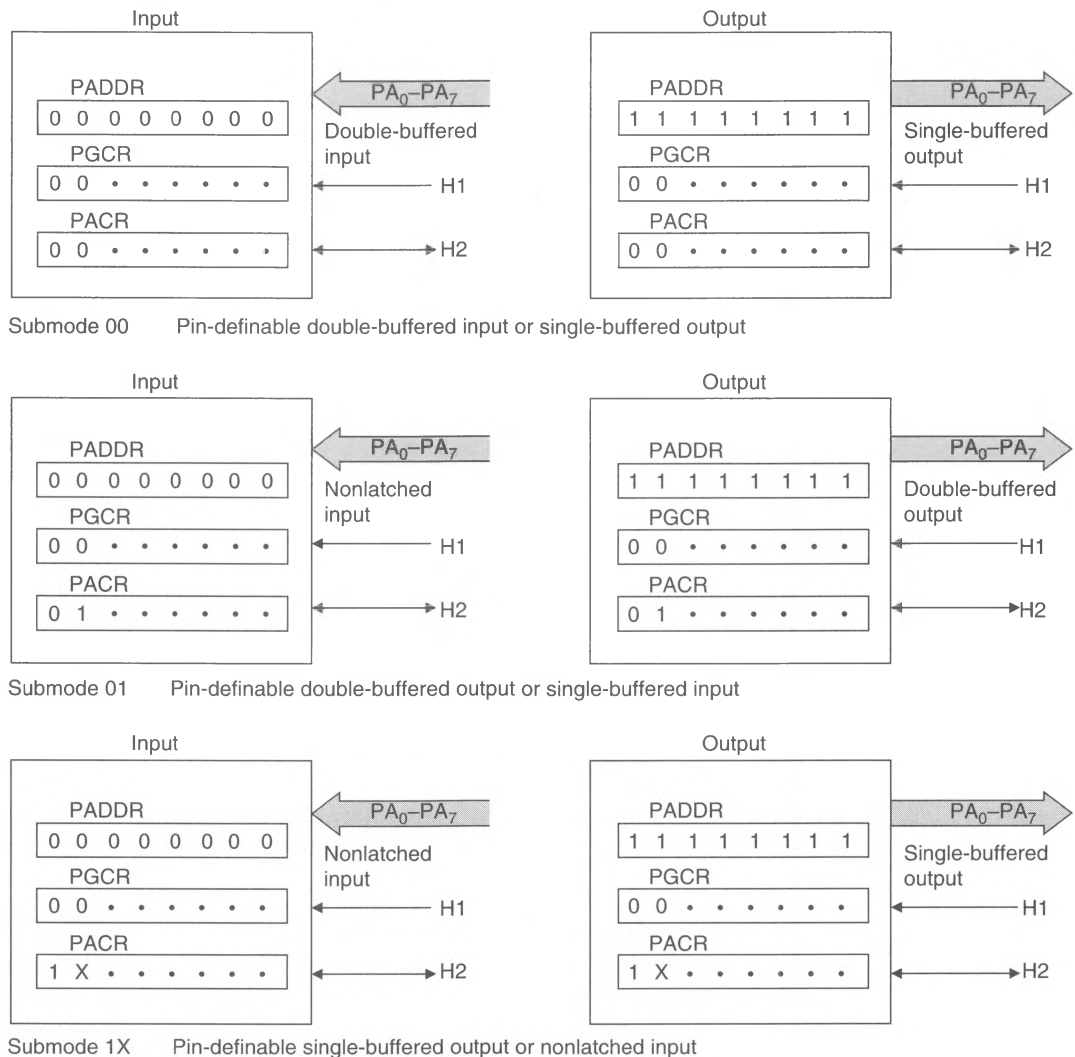 Input
PADDR
0 0 0 0 0 0 0 0
PGCR
0 0 • • • • • •
PACR
0 0 • • • • • •
PA0–PA7
Double-buffered
input
H1
H2
Output
PADDR
1 1 1 1 1 1 1 1
PGCR
0 0 • • • • • •
PACR
0 0 • • • • • •
PA0–PA7
Single-buffered
output
H1
H2
Submode 00 Pin-definable double-buffered input or single-buffered output
Input
PADDR
0 0 0 0 0 0 0 0
PGCR
0 0 • • • • • •
PACR
0 1 • • • • • •
PA0–PA7
Nonlatched
input
H1
H2
Output
PADDR
1 1 1 1 1 1 1 1
PGCR
0 0 • • • • • •
PACR
0 1 • • • • • •
PA0–PA7
Double-buffered
output
H1
H2
Submode 01 Pin-definable double-buffered output or single-buffered input
Input
PADDR
0 0 0 0 0 0 0 0
PGCR
0 0 • • • • • •
PACR
1 X • • • • • •
PA0–PA7
Nonlatched
input
H1
H2
Output
PADDR
1 1 1 1 1 1 1 1
PGCR
0 0 • • • • • •
PACR
1 X • • • • • •
PA0–PA7
Single-buffered
output
H1
H2
Submode 1X Pin-definable single-buffered output or nonlatched input